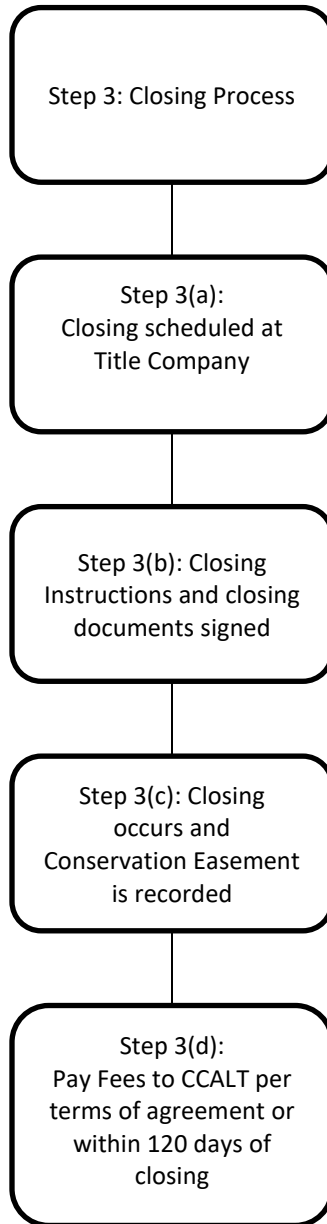 Step 3: Closing Process
Step 3(a):
Closing scheduled at
Title Company
Step 3(b): Closing
Instructions and closing
documents signed
Step 3(c): Closing
occurs and
Conservation Easement
is recorded
Step 3(d):
Pay Fees to CCALT per
terms of agreement or
within 120 days of
closing